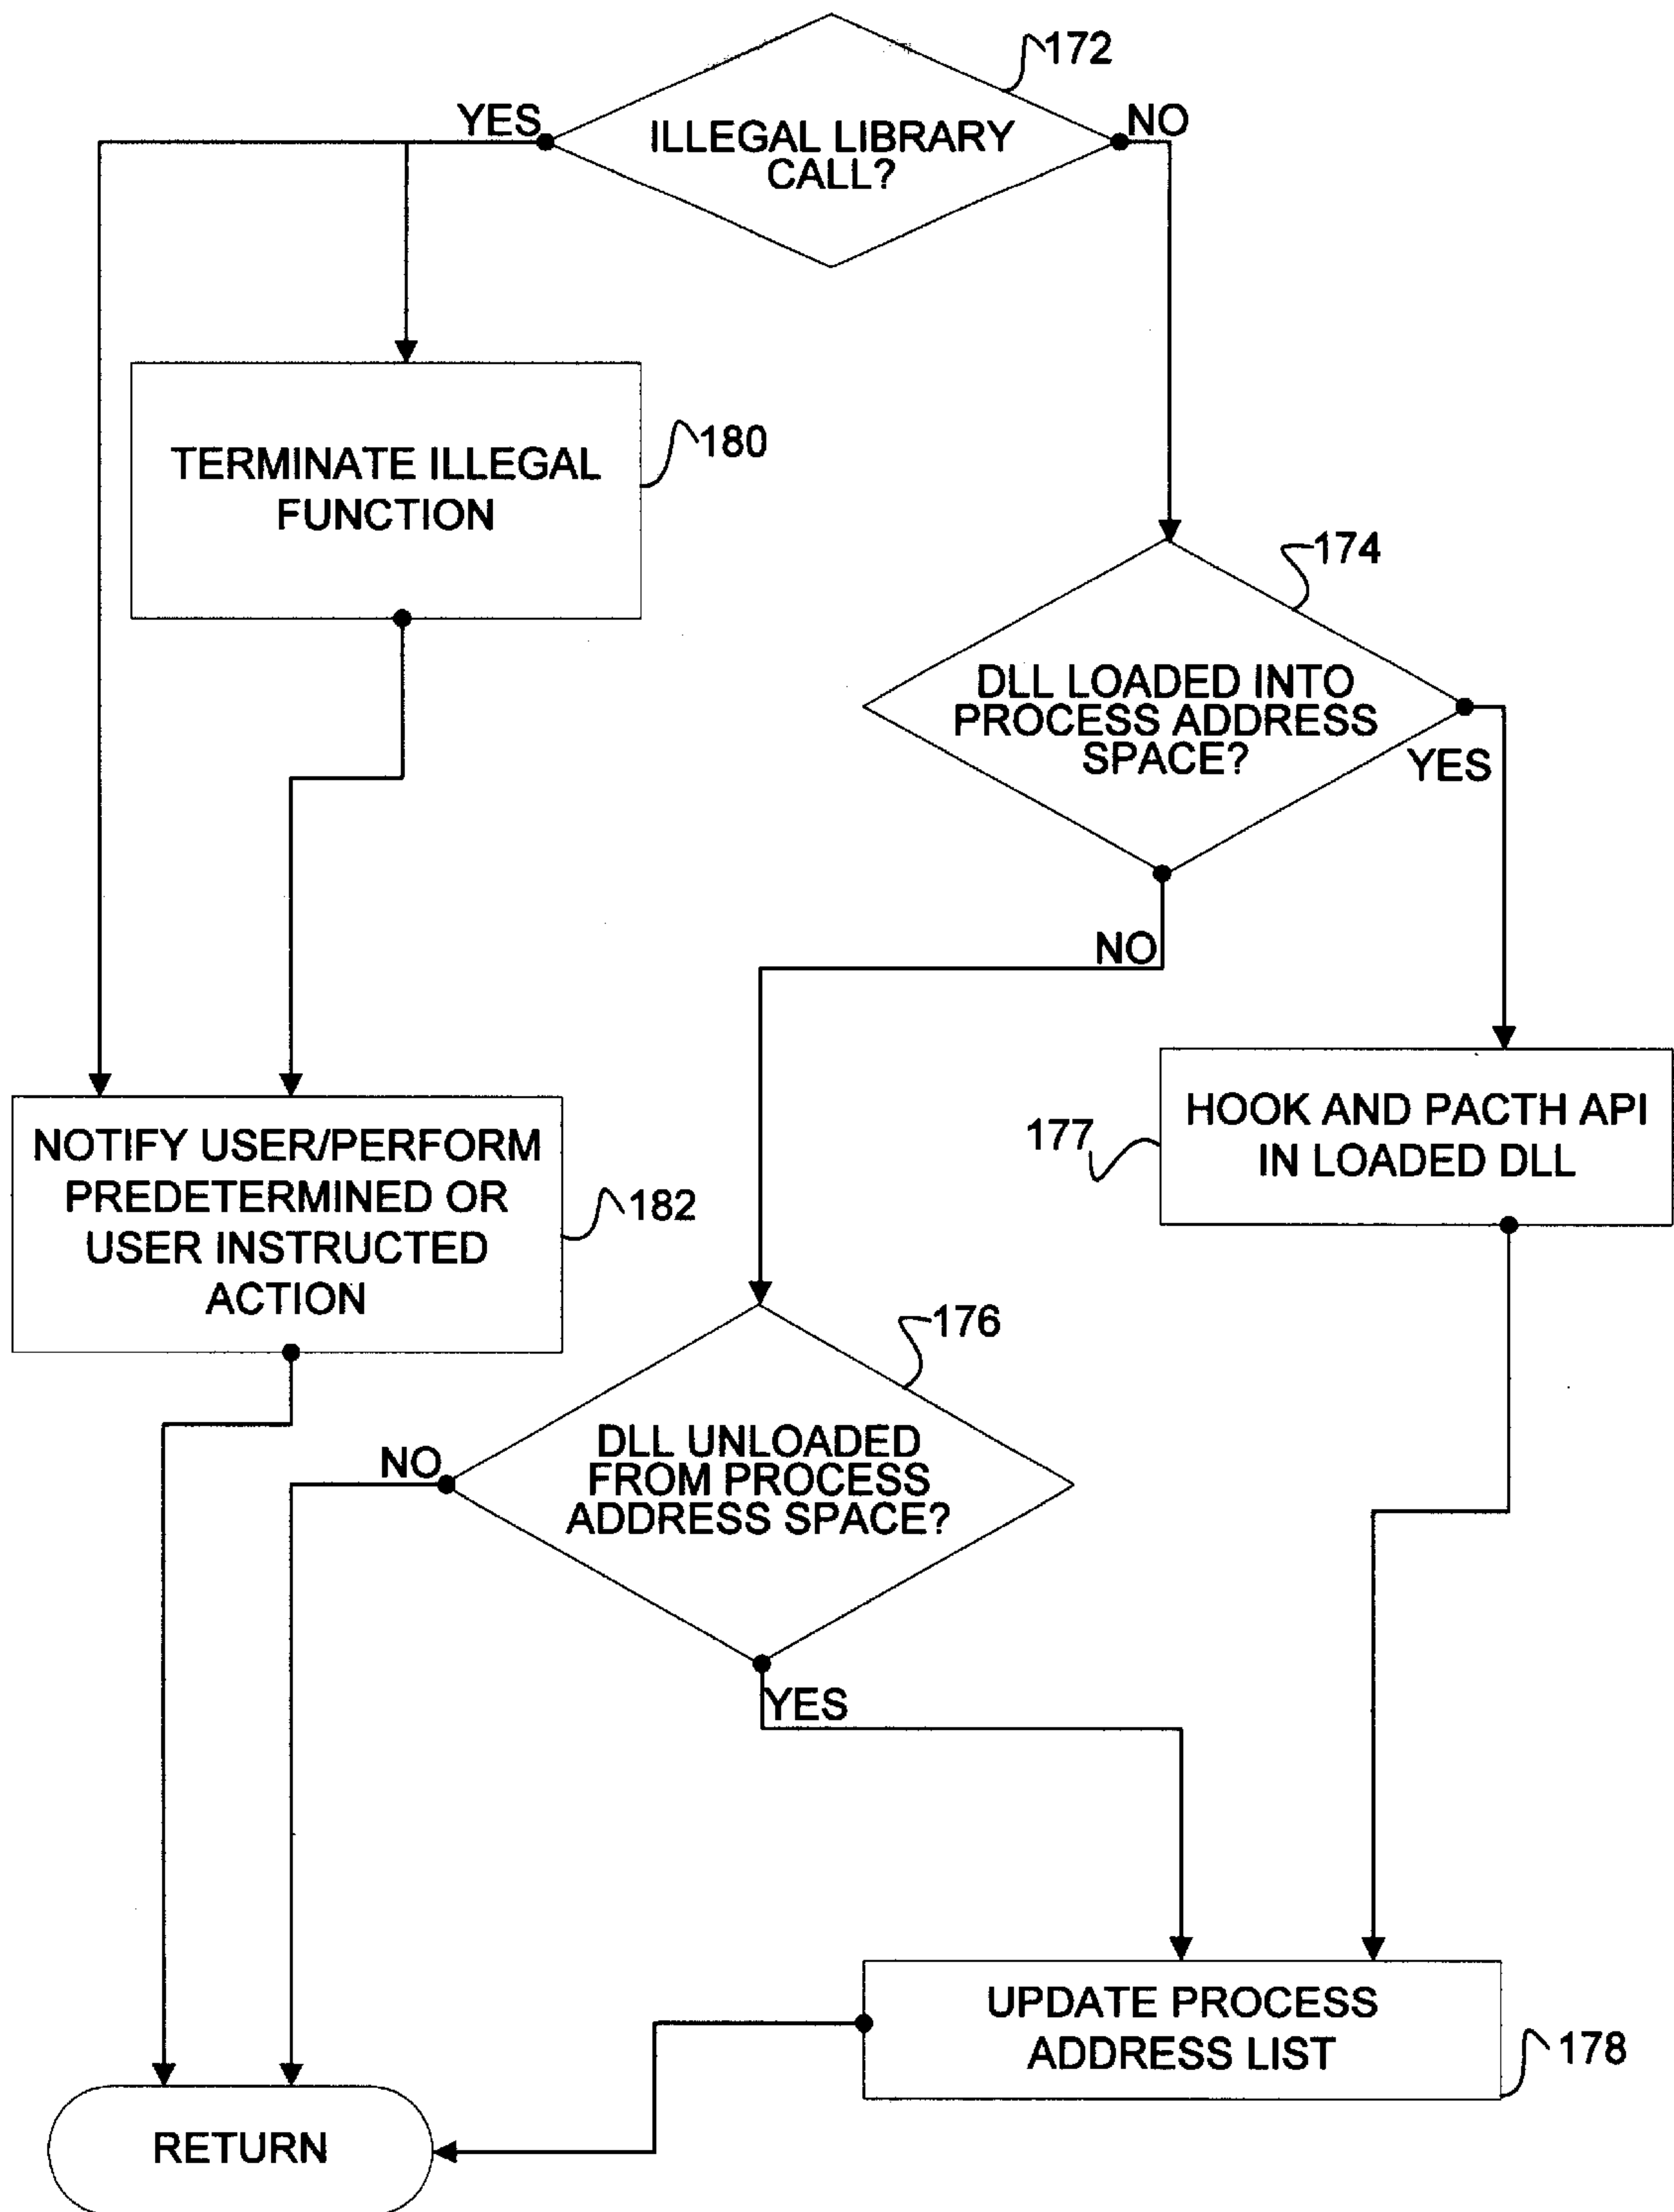 172
YES
NO
ILLEGAL LIBRARY
CALL?
180
TERMINATE ILLEGAL
FUNCTION
174
DLL LOADED INTO
PROCESS ADDRESS
SPACE?
YES
NO
HOOK AND PACTH API
IN LOADED DLL
177
NOTIFY USER/PERFORM
PREDETERMINED OR
USER INSTRUCTED
ACTION
182
176
DLL UNLOADED
FROM PROCESS
ADDRESS SPACE?
NO
YES
UPDATE PROCESS
ADDRESS LIST
178
RETURN